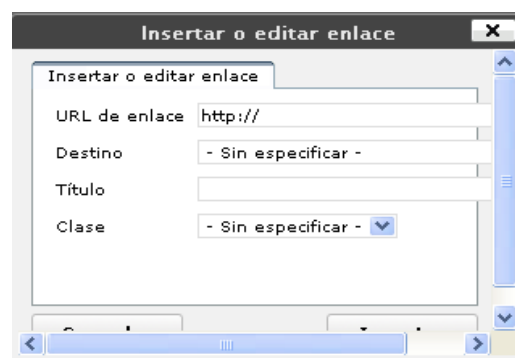 Insertar o editar enlace
Insertar o editar enlace
URL de enlace http://
Destino - Sin especificar -
Título
Clase - Sin especificar -